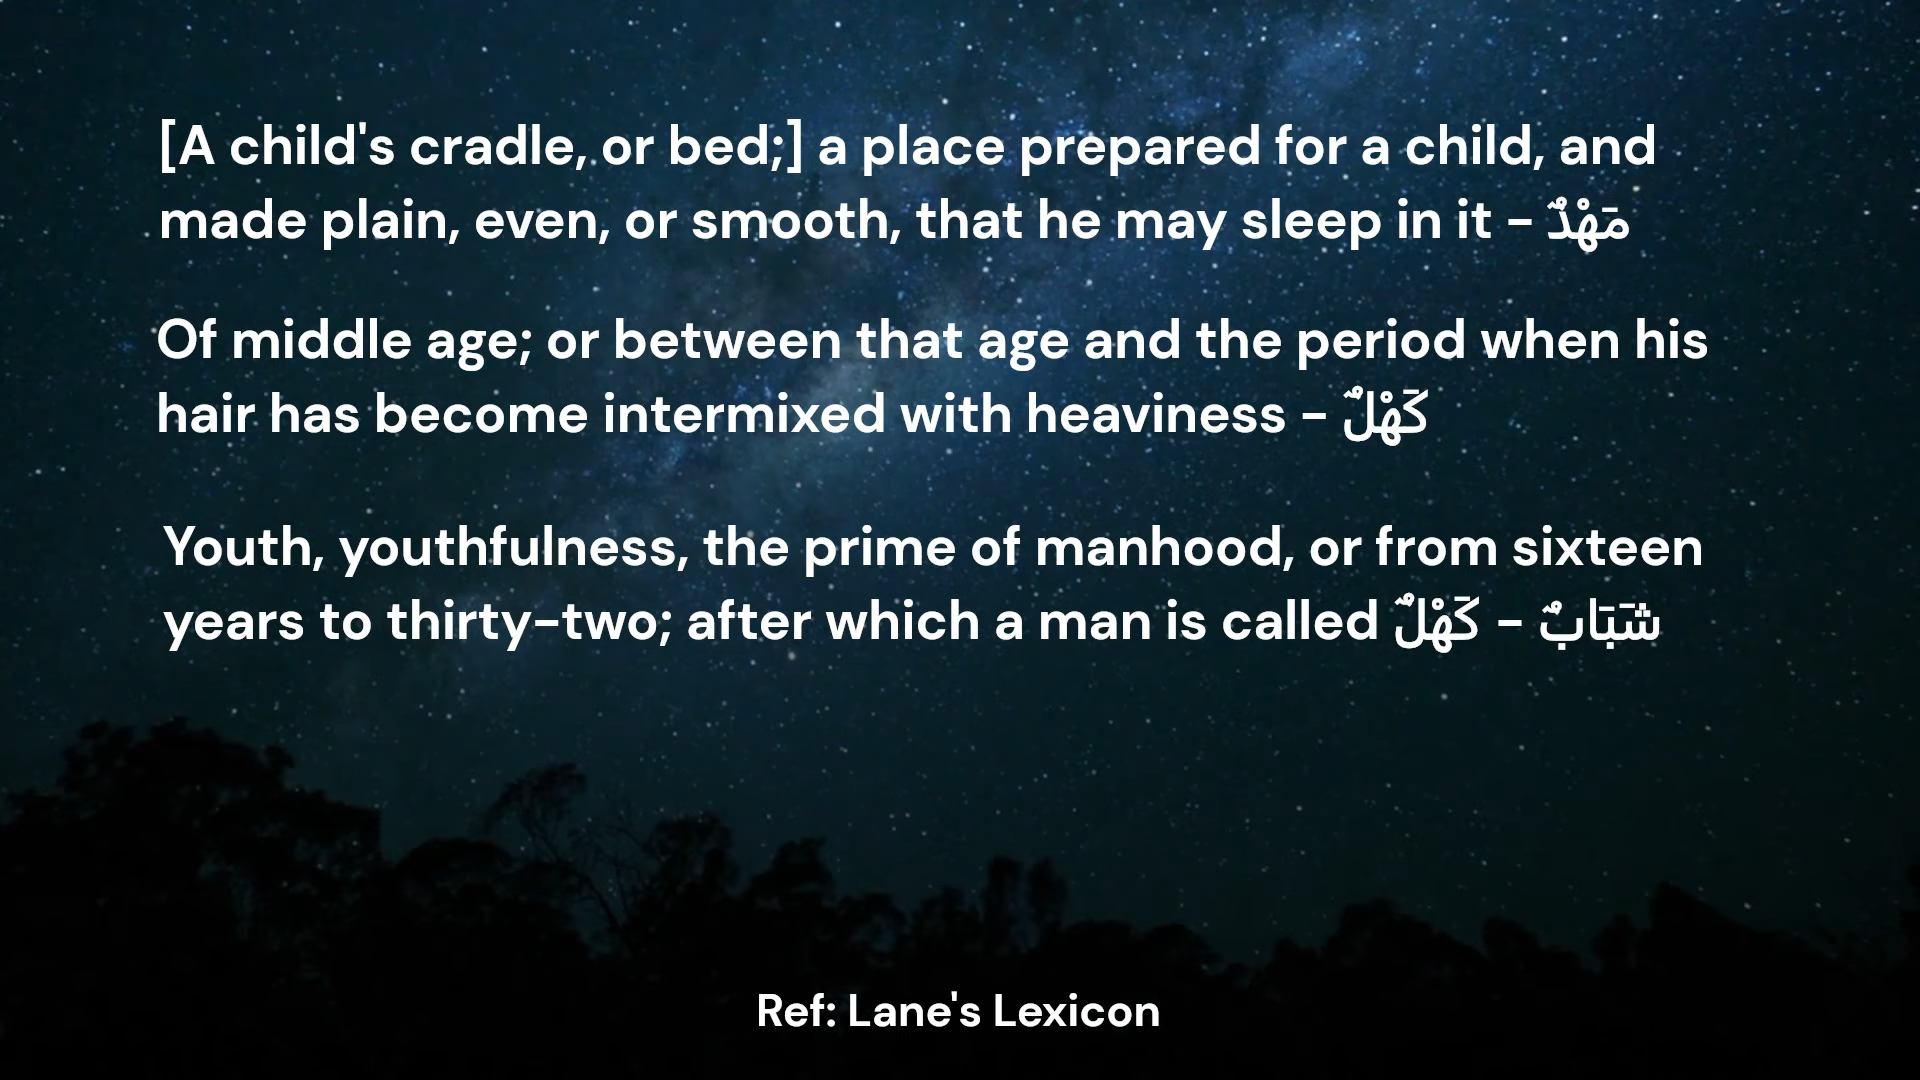 [A child's cradle, or bed;] a place prepared for a child, and
made plain, even, or smooth, that he may sleep in it – مَهْدٌ
Of middle age; or between that age and the period when his
hair has become intermixed with heaviness – كَهْلٌ
Youth, youthfulness, the prime of manhood, or from sixteen
years to thirty-two; after which a man is called كَهْلٌ – شَبَابٌ
Ref: Lane's Lexicon